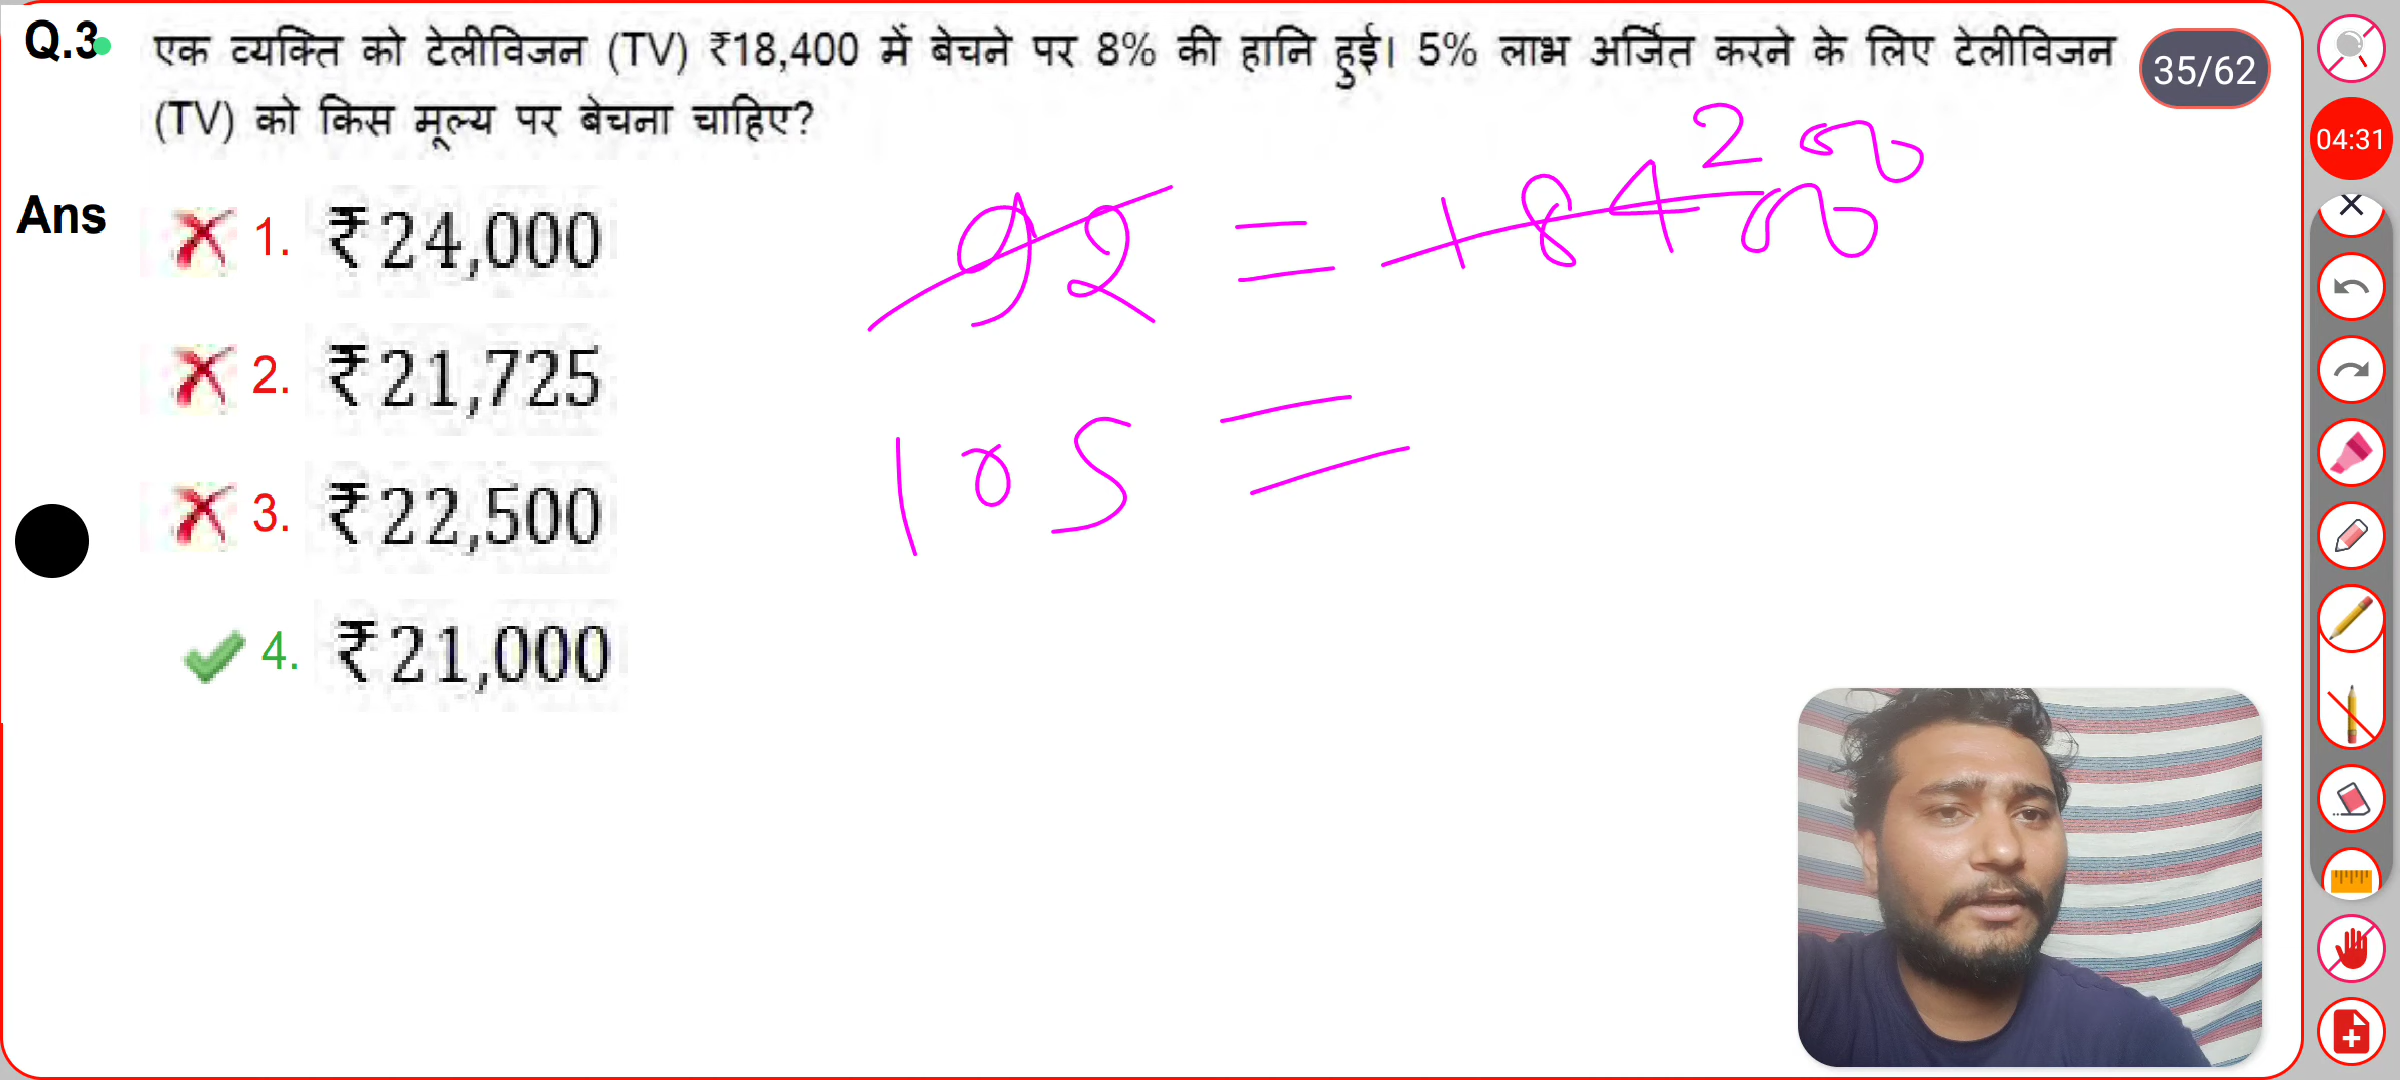 Q.3 एक व्यक्ति को टेलीविजन (TV) ₹18,400 में बेचने पर 8% की हानि हुई। 5% लाभ अर्जित करने के लिए टेलीविजन
(TV) को किस मूल्य पर बेचना चाहिए?
35/62
04:31
Ans
1. ₹24,000
2. ₹21,725
3. ₹22,500
4. ₹21,000
200
92 = 18400
105 =